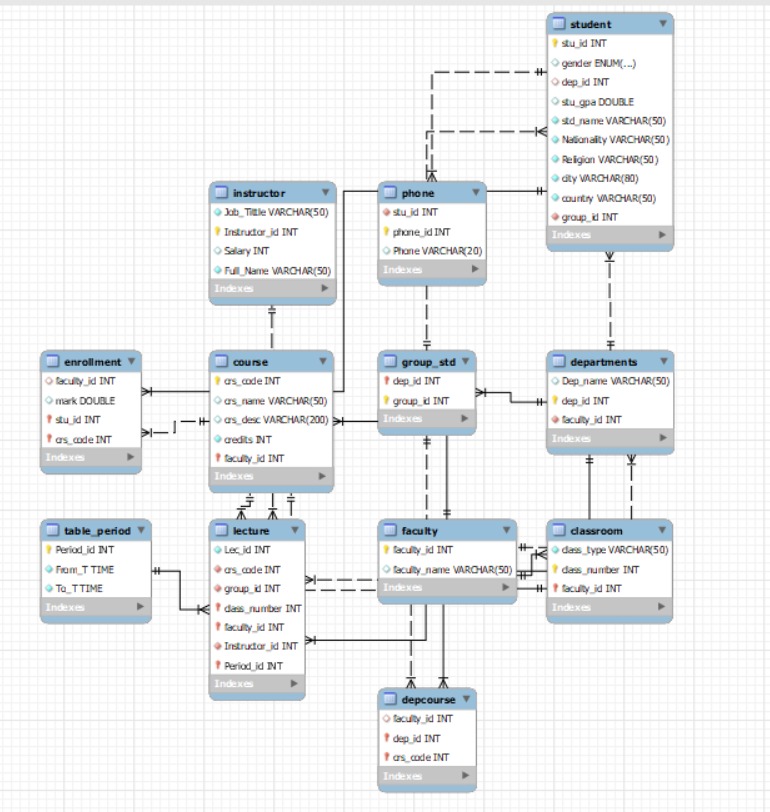 student
stu_id INT
gender ENUM(...)
dep_id INT
stu_gpa DOUBLE
std_name VARCHAR(50)
Nationality VARCHAR(50)
Religion VARCHAR(50)
city VARCHAR(80)
country VARCHAR(50)
group_id INT
Indexes
instructor
Job_Tittle VARCHAR(50)
Instructor_id INT
Salary INT
Full_Name VARCHAR(50)
Indexes
phone
stu_id INT
phone_id INT
Phone VARCHAR(20)
Indexes
enrollment
faculty_id INT
mark DOUBLE
stu_id INT
crs_code INT
Indexes
course
crs_code INT
crs_name VARCHAR(50)
crs_desc VARCHAR(200)
credits INT
faculty_id INT
Indexes
group_std
dep_id INT
group_id INT
Indexes
departments
Dep_name VARCHAR(50)
dep_id INT
faculty_id INT
Indexes
table_period
Period_id INT
From_T TIME
To_T TIME
Indexes
lecture
Lec_id INT
crs_code INT
group_id INT
class_number INT
faculty_id INT
Instructor_id INT
Period_id INT
Indexes
faculty
faculty_id INT
faculty_name VARCHAR(50)
Indexes
classroom
class_type VARCHAR(50)
class_number INT
faculty_id INT
Indexes
depcourse
faculty_id INT
dep_id INT
crs_code INT
Indexes